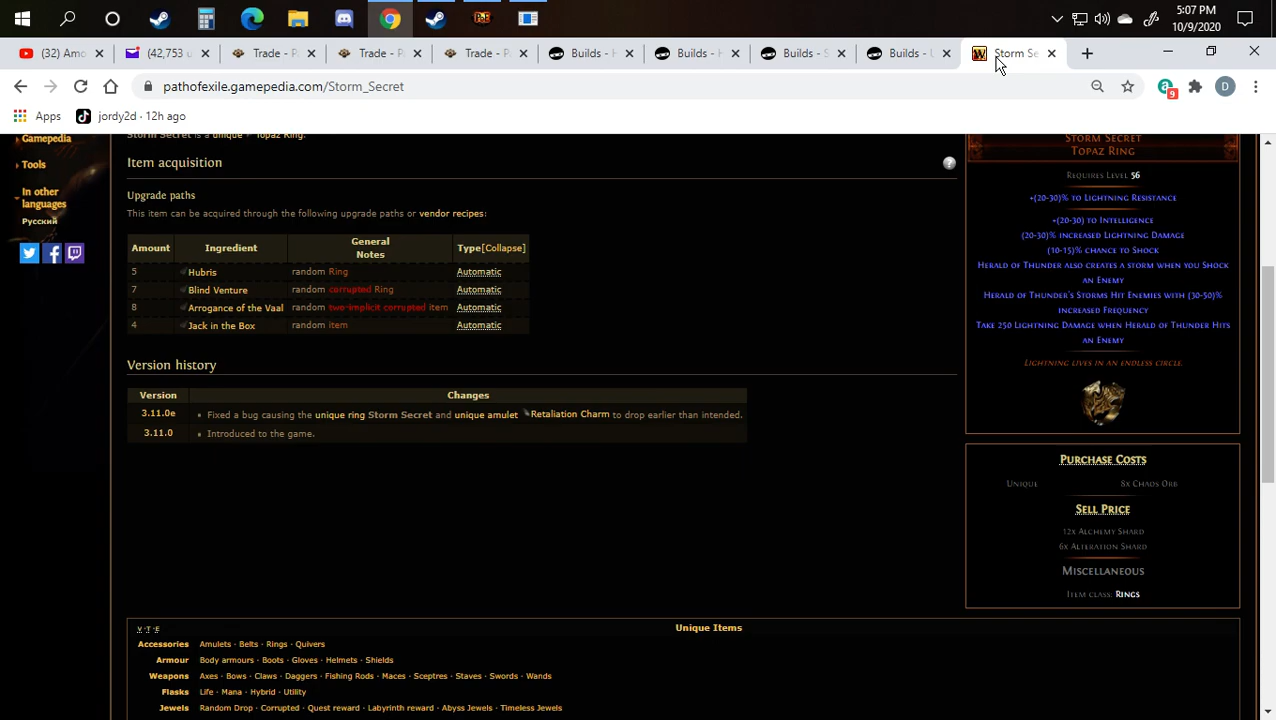 5:07 PM
10/9/2020
(32) Amo
(42,753 u
Trade - P
Trade - P
Trade - P
Builds - H
Builds - H
Builds - S
Builds - U
Storm Se
pathofexile.gamepedia.com/Storm_Secret
9
D
Apps
jordy2d · 12h ago
Gamepedia
Tools
In other
languages
Русский
Storm Secret is a unique Topaz Ring.
Item acquisition
?
Upgrade paths
This item can be acquired through the following upgrade paths or vendor recipes:
Amount Ingredient General Notes Type[Collapse]
5 Hubris random Ring Automatic
7 Blind Venture random corrupted Ring Automatic
8 Arrogance of the Vaal random two-implicit corrupted item Automatic
4 Jack in the Box random item Automatic
Version history
Version Changes
3.11.0e Fixed a bug causing the unique ring Storm Secret and unique amulet Retaliation Charm to drop earlier than intended.
3.11.0 Introduced to the game.
Storm Secret
Topaz Ring
Requires Level 56
+(20-30)% to Lightning Resistance
+(20-30) to Intelligence
(20-30)% increased Lightning Damage
(10-15)% chance to Shock
Herald of Thunder also creates a storm when you Shock
an Enemy
Herald of Thunder's Storms Hit Enemies with (30-50)%
increased Frequency
Take 250 Lightning Damage when Herald of Thunder Hits
an Enemy
Lightning lives in an endless circle.
Purchase Costs
Unique 8x Chaos Orb
Sell Price
12x Alchemy Shard
6x Alteration Shard
Miscellaneous
Item class: Rings
V · T · E
Unique Items
Accessories Amulets · Belts · Rings · Quivers
Armour Body armours · Boots · Gloves · Helmets · Shields
Weapons Axes · Bows · Claws · Daggers · Fishing Rods · Maces · Sceptres · Staves · Swords · Wands
Flasks Life · Mana · Hybrid · Utility
Jewels Random Drop · Corrupted · Quest reward · Labyrinth reward · Abyss Jewels · Timeless Jewels